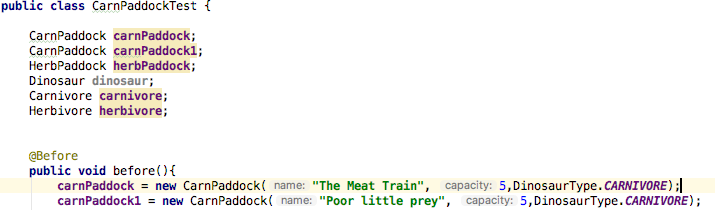 public class CarnPaddockTest {
CarnPaddock carnPaddock;
CarnPaddock carnPaddock1;
HerbPaddock herbPaddock;
Dinosaur dinosaur;
Carnivore carnivore;
Herbivore herbivore;
@Before
public void before(){
carnPaddock = new CarnPaddock( name: "The Meat Train", capacity: 5,DinosaurType.CARNIVORE);
carnPaddock1 = new CarnPaddock( name: "Poor little prey", capacity: 5,DinosaurType.CARNIVORE);